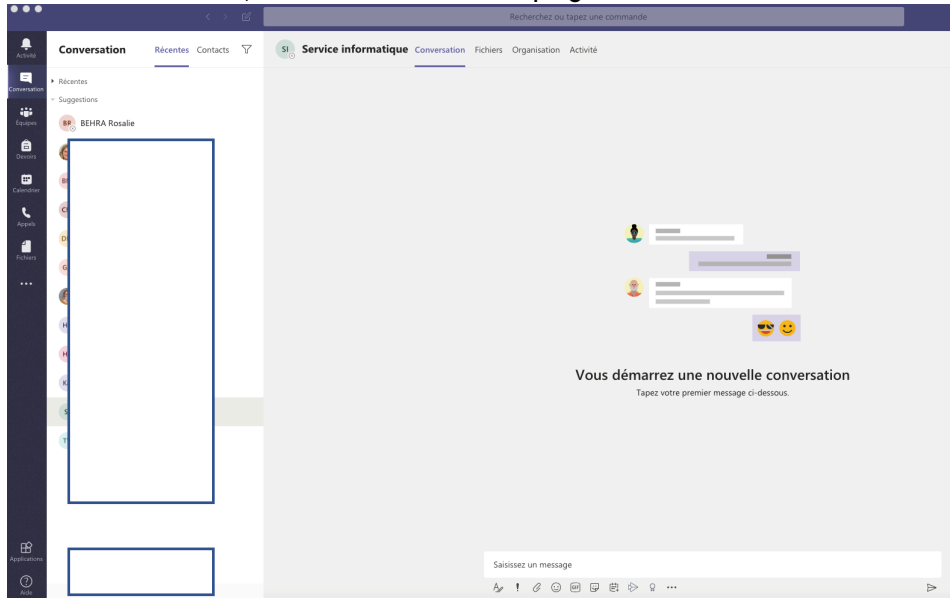 Recherchez ou tapez une commande
Activité
Conversation
Équipes
Devoirs
Calendrier
Appels
Fichiers
Applications
Aide
Conversation Récentes Contacts
Récentes
Suggestions
BR BEHRA Rosalie
SI Service informatique Conversation Fichiers Organisation Activité
Vous démarrez une nouvelle conversation
Tapez votre premier message ci-dessous.
Saisissez un message
GIF